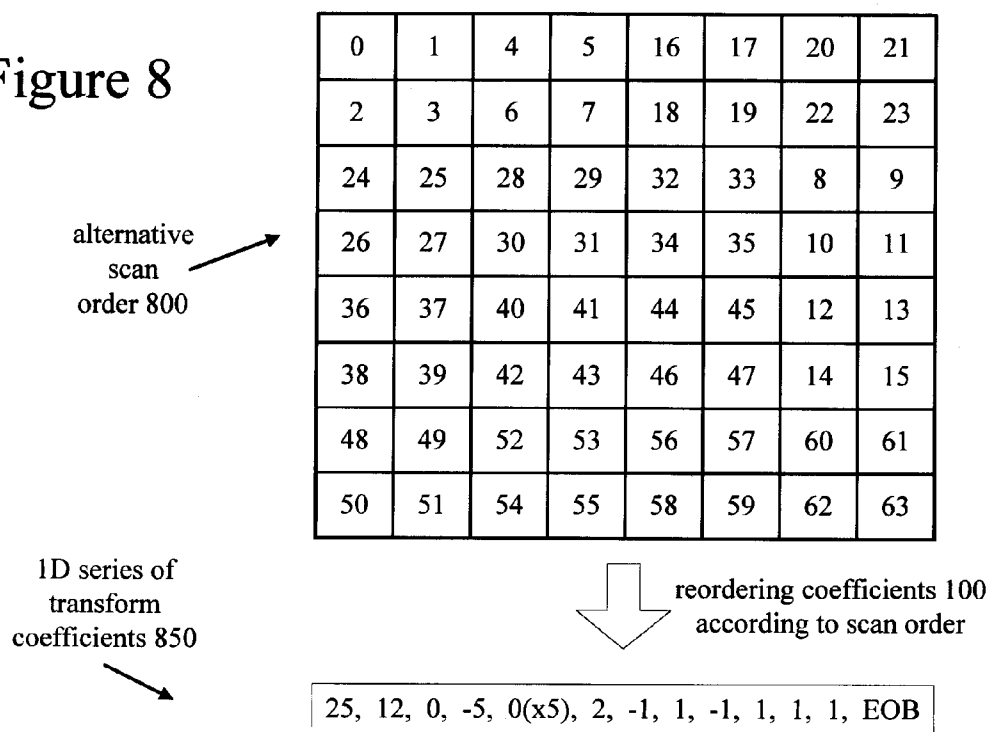 Figure 8
0 1 4 5 16 17 20 21
2 3 6 7 18 19 22 23
24 25 28 29 32 33 8 9
26 27 30 31 34 35 10 11
36 37 40 41 44 45 12 13
38 39 42 43 46 47 14 15
48 49 52 53 56 57 60 61
50 51 54 55 58 59 62 63
alternative
scan
order 800
reordering coefficients 100
according to scan order
1D series of
transform
coefficients 850
25, 12, 0, -5, 0(x5), 2, -1, 1, -1, 1, 1, 1, EOB